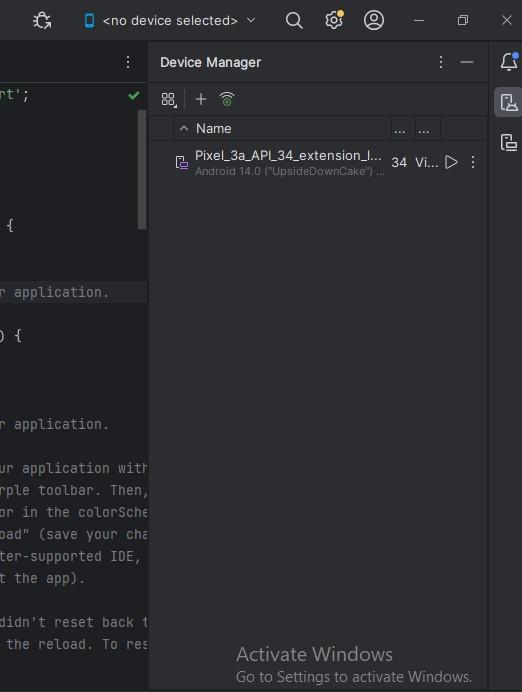 <no device selected>
Device Manager
rt';
Name
...
...
Pixel_3a_API_34_extension_l...
34
Vi...
Android 14.0 ("UpsideDownCake") ...
{
r application.
) {
r application.
ur application with
rple toolbar. Then,
or in the colorSche
oad" (save your cha
ter-supported IDE,
t the app).
didn't reset back t
the reload. To res
Activate Windows
Go to Settings to activate Windows.